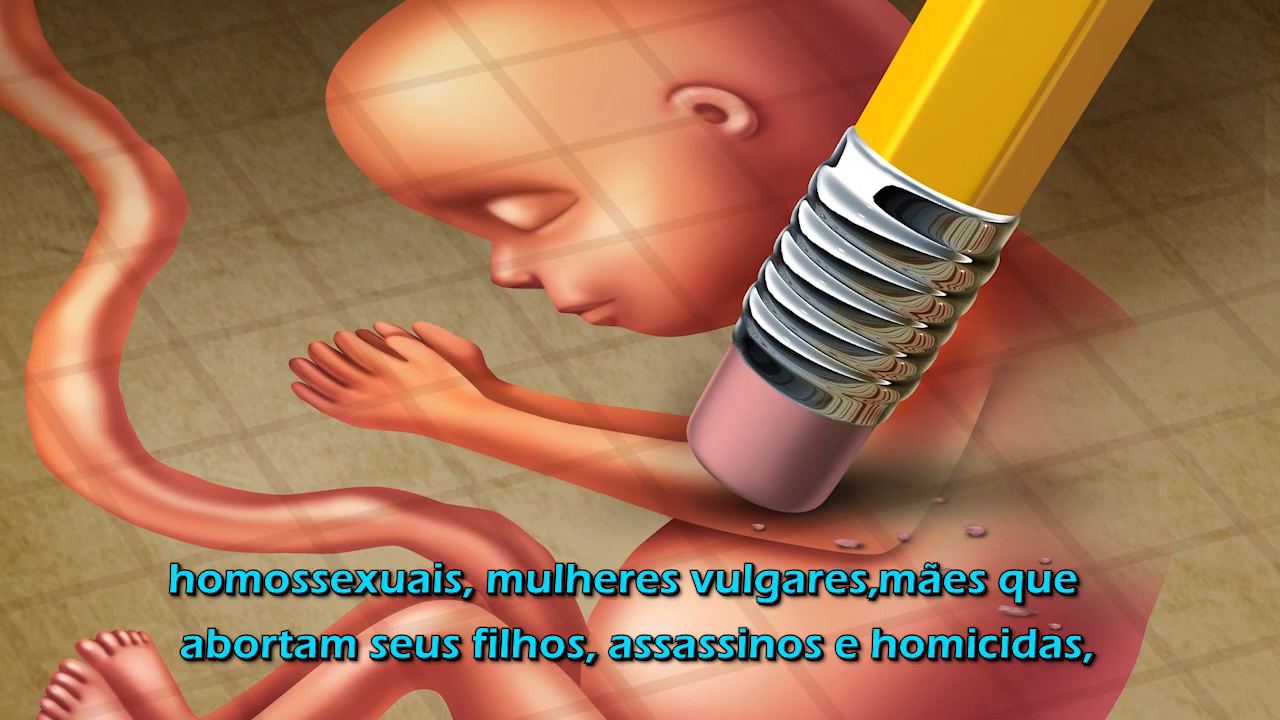 homossexuais, mulheres vulgares,mães que
abortam seus filhos, assassinos e homicidas,